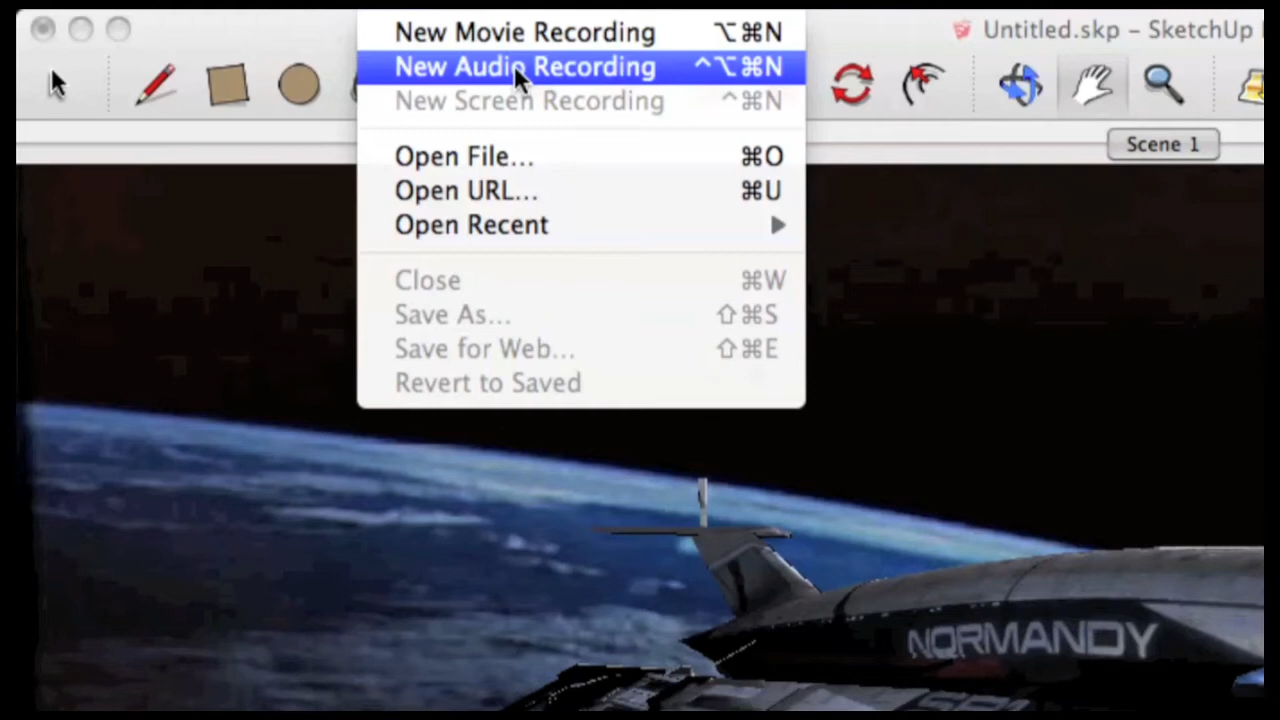 New Movie Recording ⌥⌘N
Untitled.skp – SketchUp
New Audio Recording ^⌥⌘N
New Screen Recording ^⌘N
Open File... ⌘O
Scene 1
Open URL... ⌘U
Open Recent ▶
Close ⌘W
Save As... ⇧⌘S
Save for Web... ⇧⌘E
Revert to Saved
NORMANDY